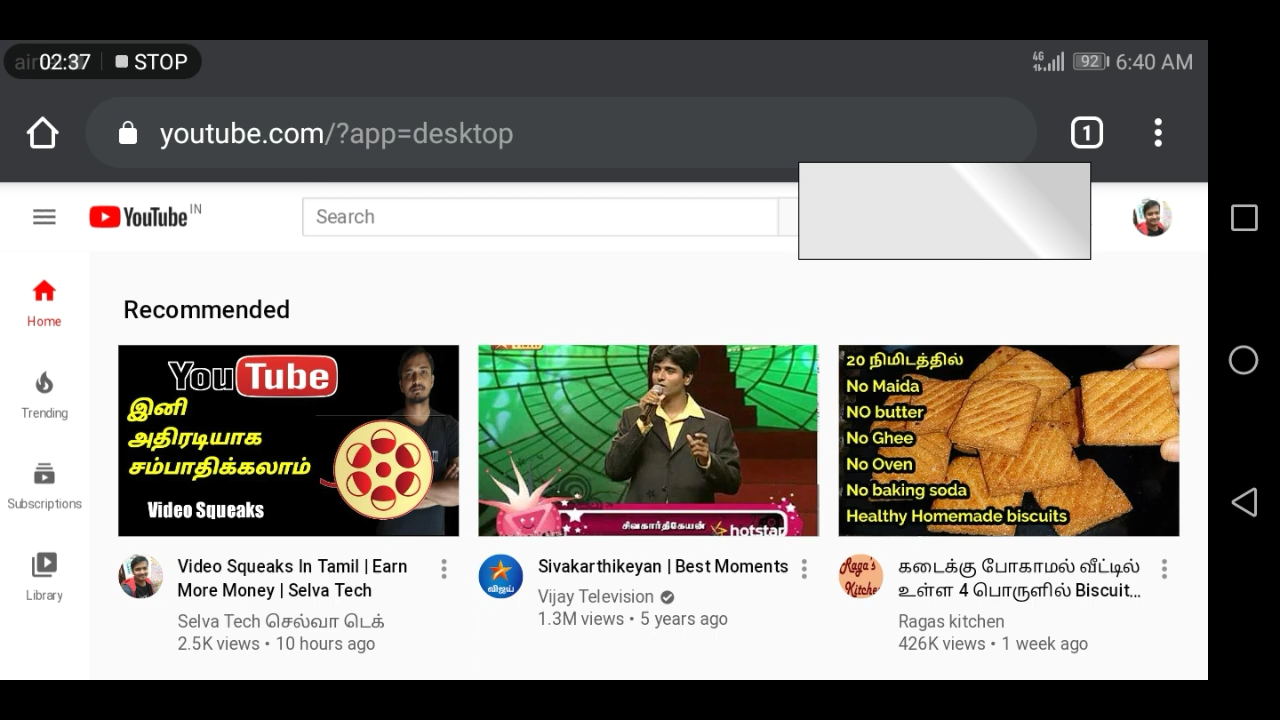 02:37 STOP
92 6:40 AM
youtube.com/?app=desktop
1
YouTube IN
Search
Home
Trending
Subscriptions
Library
Recommended
YouTube
இனி
அதிரடியாக
சம்பாதிக்கலாம்
Video Squeaks
சிவகார்திகேயன்
hotstar
20 நிமிடத்தில்
No Maida
NO butter
No Ghee
No Oven
No baking soda
Healthy Homemade biscuits
Video Squeaks In Tamil | Earn
More Money | Selva Tech
Selva Tech செல்வா டெக்
2.5K views • 10 hours ago
விஜய்
Sivakarthikeyan | Best Moments
Vijay Television
1.3M views • 5 years ago
Raga's
Kitchen
கடைக்கு போகாமல் வீட்டில்
உள்ள 4 பொருளில் Biscuit...
Ragas kitchen
426K views • 1 week ago